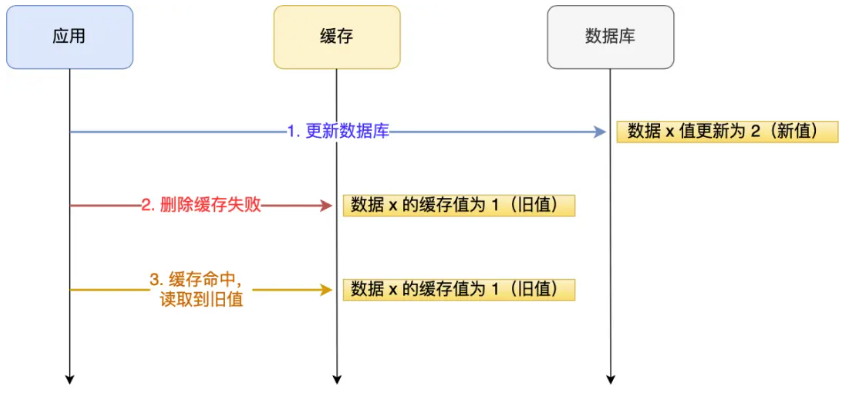 应用
缓存
数据库
1. 更新数据库
数据 x 值更新为 2（新值）
2. 删除缓存失败
数据 x 的缓存值为 1（旧值）
3. 缓存命中，
读取到旧值
数据 x 的缓存值为 1（旧值）